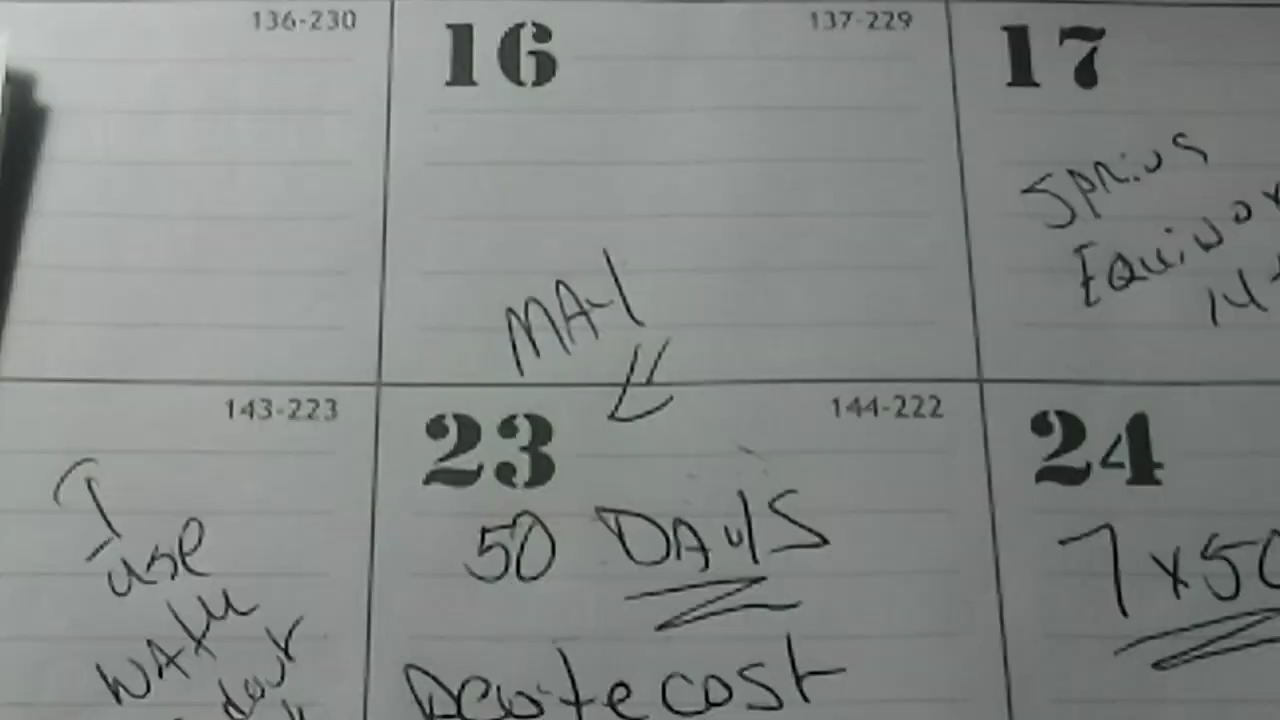 136-230
16
137-229
17
Spring
Equinox
14
MAY
143-223
23
144-222
24
I
use
50 DAYS
7x50
Pentecost